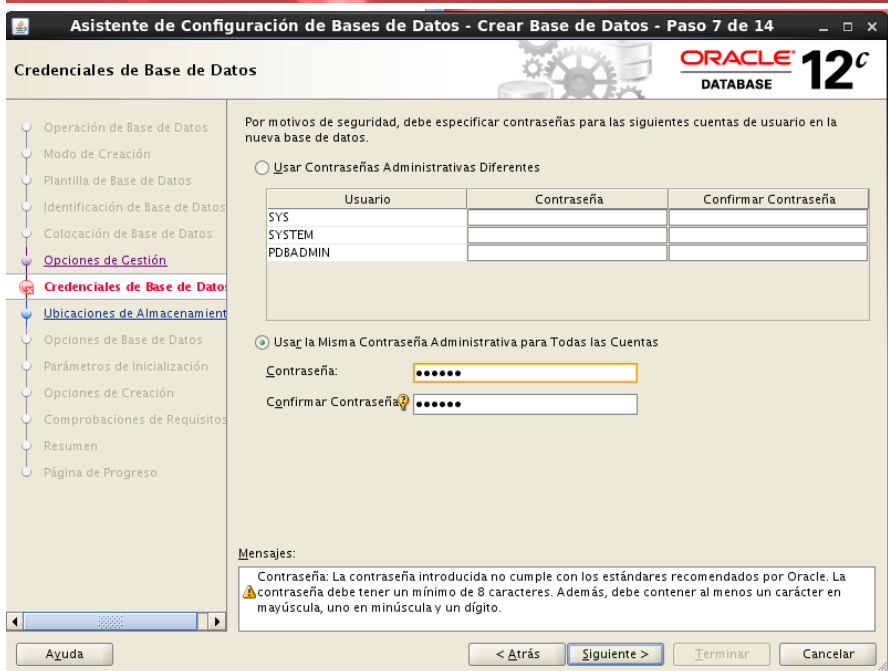 Asistente de Configuración de Bases de Datos - Crear Base de Datos - Paso 7 de 14
Credenciales de Base de Datos
ORACLE
DATABASE
12c
Operación de Base de Datos
Modo de Creación
Plantilla de Base de Datos
Identificación de Base de Datos
Colocación de Base de Datos
Opciones de Gestión
Credenciales de Base de Datos
Ubicaciones de Almacenamient
Opciones de Base de Datos
Parámetros de Inicialización
Opciones de Creación
Comprobaciones de Requisitos
Resumen
Página de Progreso
Por motivos de seguridad, debe especificar contraseñas para las siguientes cuentas de usuario en la
nueva base de datos.
Usar Contraseñas Administrativas Diferentes
Usuario Contraseña Confirmar Contraseña
SYS
SYSTEM
PDBADMIN
Usar la Misma Contraseña Administrativa para Todas las Cuentas
Contraseña: ••••••
Confirmar Contraseña ••••••
Mensajes:
Contraseña: La contraseña introducida no cumple con los estándares recomendados por Oracle. La
contraseña debe tener un mínimo de 8 caracteres. Además, debe contener al menos un carácter en
mayúscula, uno en minúscula y un dígito.
Ayuda
< Atrás
Siguiente >
Terminar
Cancelar